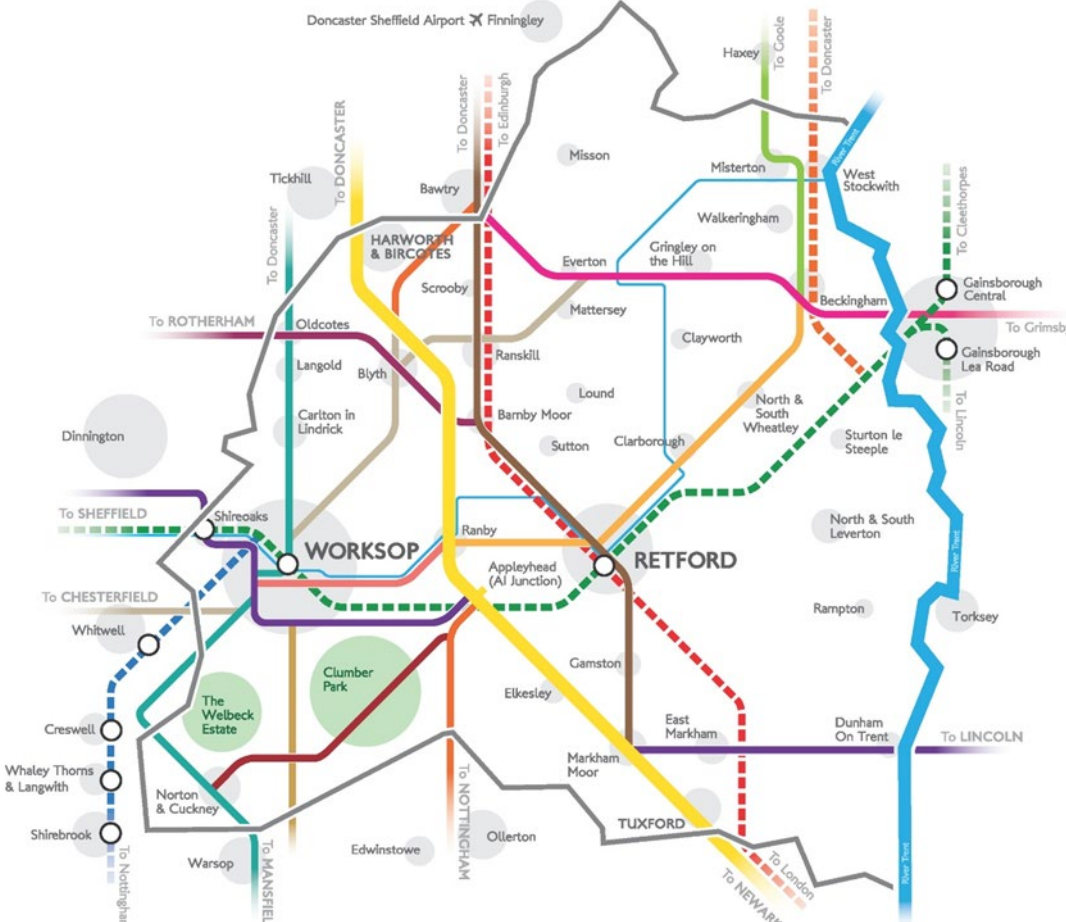 Doncaster Sheffield Airport ✈ Finningley
Haxey
To Goole
To Doncaster
To Doncaster
To Edinburgh
To DONCASTER
River Trent
Misson
Misterton
West
Stockwith
Tickhill
Bawtry
To Cleethorpes
Walkeringham
To Doncaster
HARWORTH
& BIRCOTES
Gringley on
the Hill
Everton
Scrooby
Gainsborough
Central
Beckingham
Mattersey
To ROTHERHAM
Oldcotes
To Grimsb
Clayworth
Ranskill
Gainsborough
Lea Road
Langold
Blyth
Lound
North &
South
Wheatley
To Lincoln
Carlton in
Lindrick
Barnby Moor
Dinnington
Sutton
Clarborough
Sturton le
Steeple
To SHEFFIELD
Shireoaks
North & South
Leverton
Ranby
WORKSOP
RETFORD
River Trent
Appleyhead
(A1 Junction)
To CHESTERFIELD
Rampton
Torksey
Whitwell
Gamston
Clumber
Park
Elkesley
The
Welbeck
Estate
East
Markham
Dunham
On Trent
To LINCOLN
Creswell
Markham
Moor
Whaley Thorns
& Langwith
Norton
& Cuckney
To NOTTINGHAM
TUXFORD
Shirebrook
Ollerton
Edwinstowe
Warsop
To Nottinghan
To MANSFIEL
To London
To NEWARK
River Trent